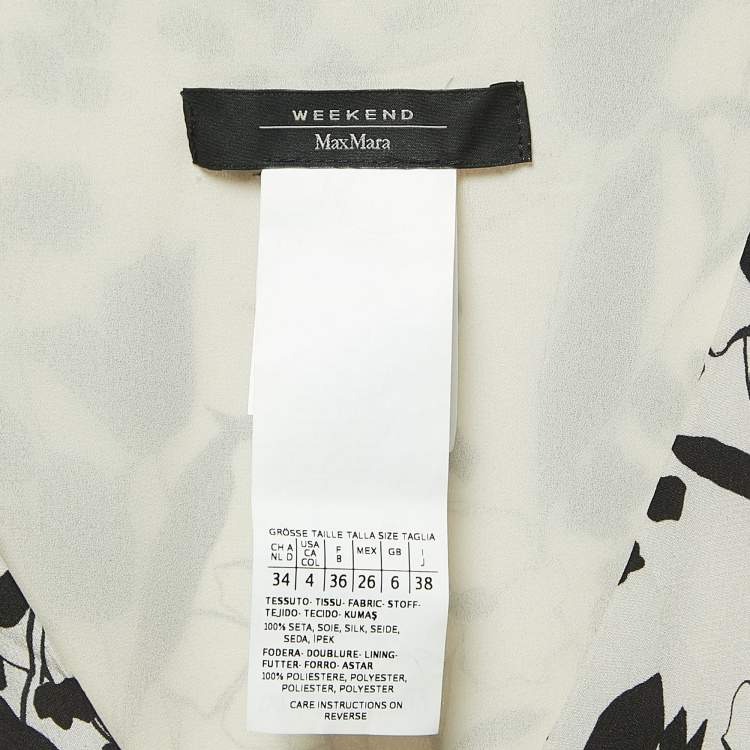 WEEKEND
MaxMara
GRÖSSE TAILLE TALLA SIZE TAGLIA
CH A NL D USA CA COL F B MEX GB I J
34 4 36 26 6 38
TESSUTO· TISSU· FABRIC· STOFF·
TEJIDO· TECIDO· KUMAŞ
100% SETA, SOIE, SILK, SEIDE,
SEDA, İPEK
FODERA· DOUBLURE· LINING·
FUTTER· FORRO· ASTAR
100% POLIESTERE, POLYESTER,
POLIESTER, POLYESTER
CARE INSTRUCTIONS ON
REVERSE